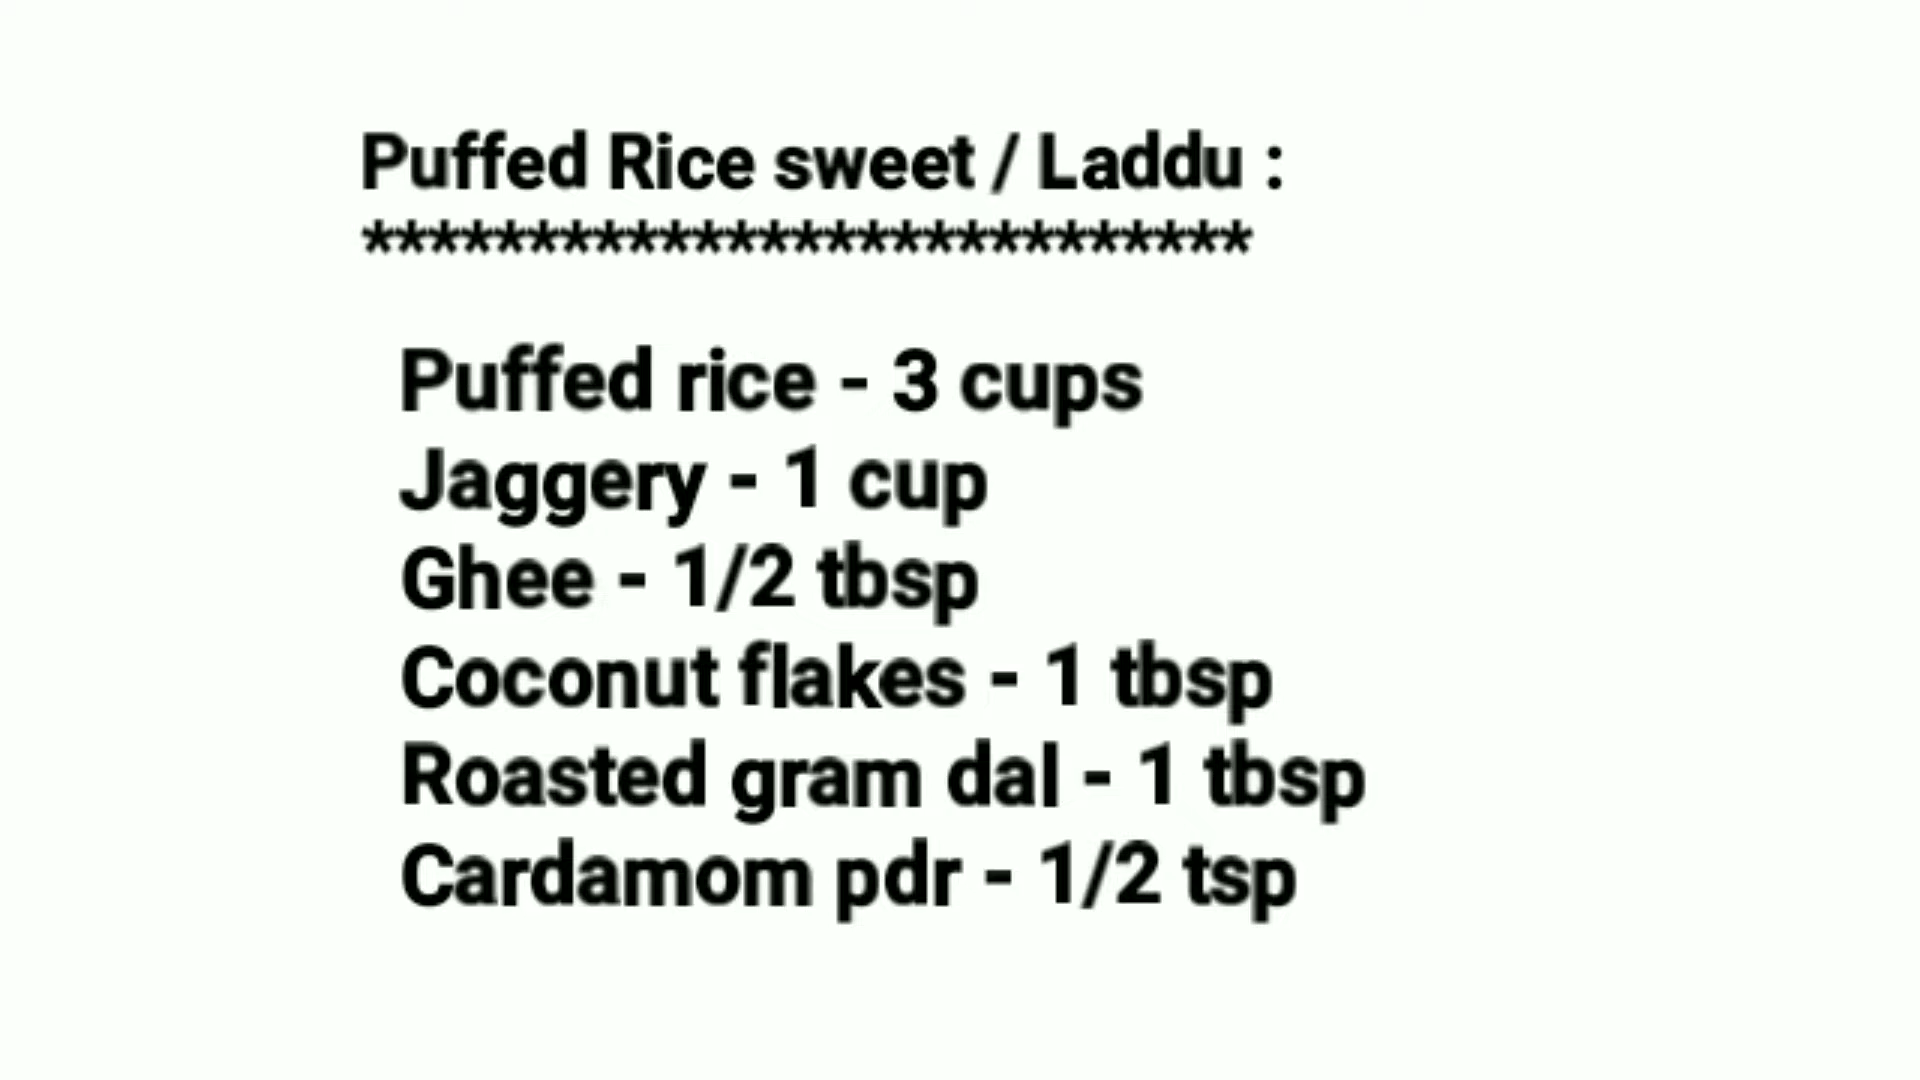 Puffed Rice sweet / Laddu :
***************************
Puffed rice - 3 cups
Jaggery - 1 cup
Ghee - 1/2 tbsp
Coconut flakes - 1 tbsp
Roasted gram dal - 1 tbsp
Cardamom pdr - 1/2 tsp